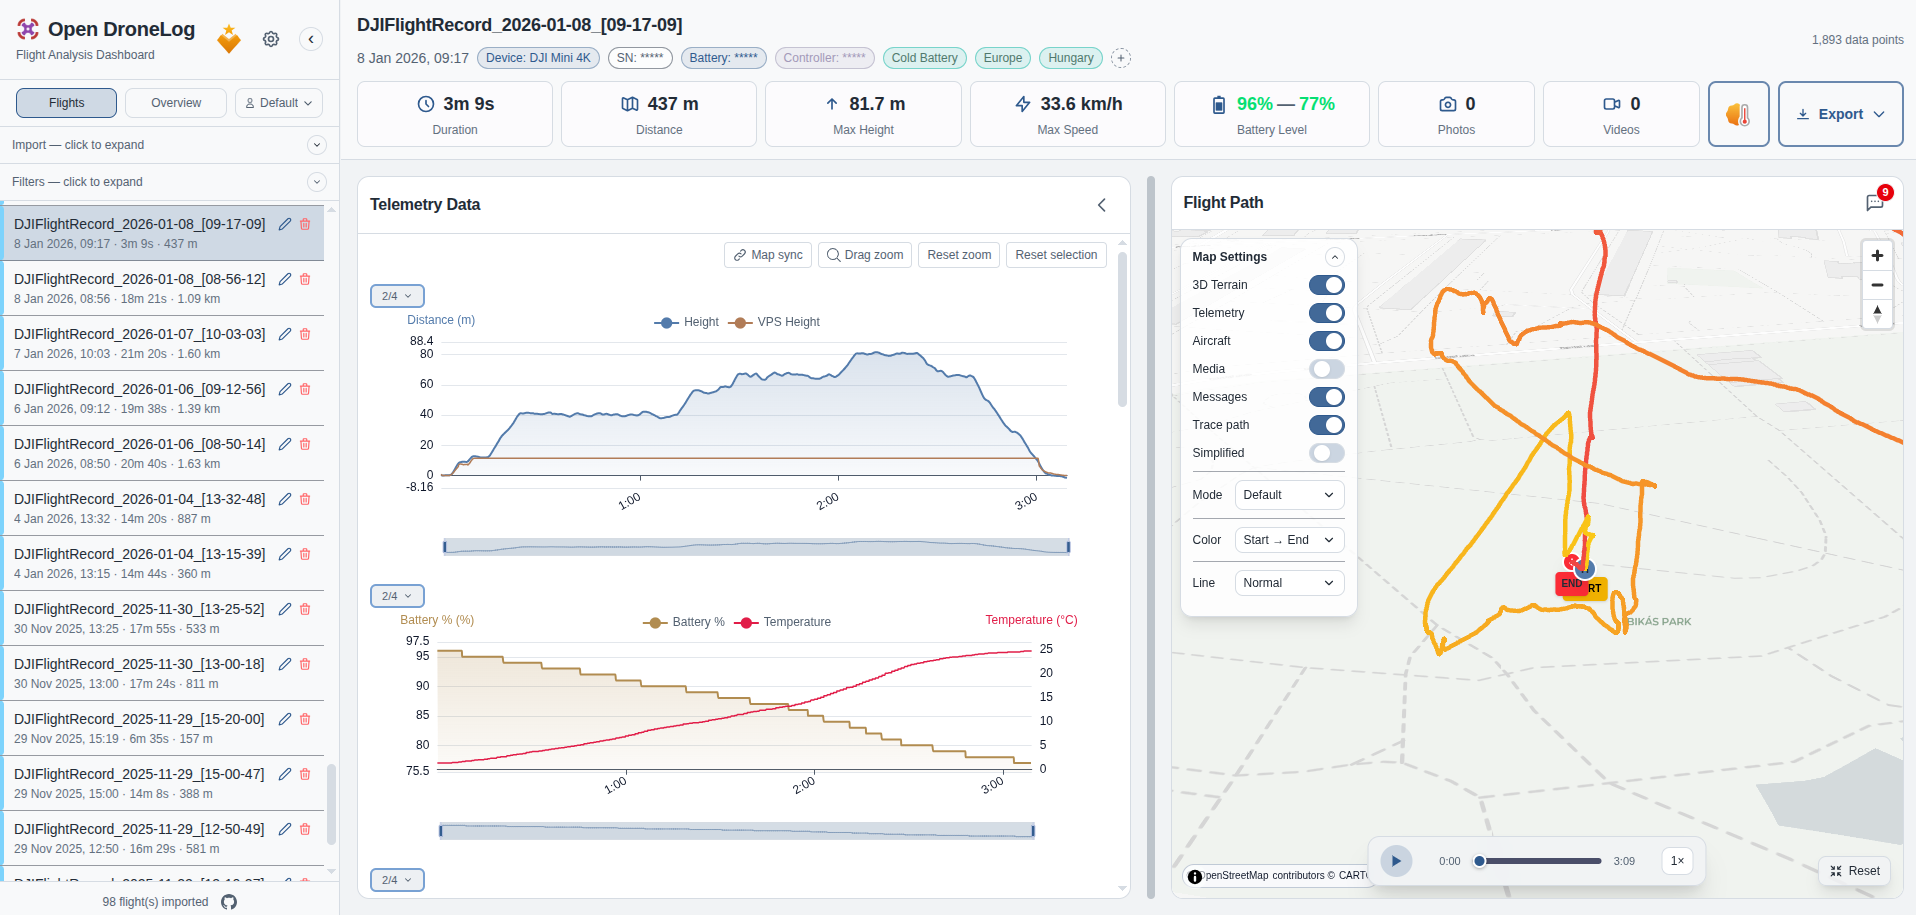 Open DroneLog
Flight Analysis Dashboard
Flights
Overview
Default
Import — click to expand
Filters — click to expand
DJIFlightRecord_2026-01-08_[09-17-09]
8 Jan 2026, 09:17 · 3m 9s · 437 m
DJIFlightRecord_2026-01-08_[08-56-12]
8 Jan 2026, 08:56 · 18m 21s · 1.09 km
DJIFlightRecord_2026-01-07_[10-03-03]
7 Jan 2026, 10:03 · 21m 20s · 1.60 km
DJIFlightRecord_2026-01-06_[09-12-56]
6 Jan 2026, 09:12 · 19m 38s · 1.39 km
DJIFlightRecord_2026-01-06_[08-50-14]
6 Jan 2026, 08:50 · 20m 40s · 1.63 km
DJIFlightRecord_2026-01-04_[13-32-48]
4 Jan 2026, 13:32 · 14m 20s · 887 m
DJIFlightRecord_2026-01-04_[13-15-39]
4 Jan 2026, 13:15 · 14m 44s · 360 m
DJIFlightRecord_2025-11-30_[13-25-52]
30 Nov 2025, 13:25 · 17m 55s · 533 m
DJIFlightRecord_2025-11-30_[13-00-18]
30 Nov 2025, 13:00 · 17m 24s · 811 m
DJIFlightRecord_2025-11-29_[15-20-00]
29 Nov 2025, 15:19 · 6m 35s · 157 m
DJIFlightRecord_2025-11-29_[15-00-47]
29 Nov 2025, 15:00 · 14m 8s · 388 m
DJIFlightRecord_2025-11-29_[12-50-49]
29 Nov 2025, 12:50 · 16m 29s · 581 m
98 flight(s) imported
DJIFlightRecord_2026-01-08_[09-17-09]
8 Jan 2026, 09:17
Device: DJI Mini 4K
SN: *****
Battery: *****
Controller: *****
Cold Battery
Europe
Hungary
+
1,893 data points
3m 9s
Duration
437 m
Distance
81.7 m
Max Height
33.6 km/h
Max Speed
96% — 77%
Battery Level
0
Photos
0
Videos
Export
Telemetry Data
Map sync
Drag zoom
Reset zoom
Reset selection
2/4
Distance (m)
Height
VPS Height
88.4
80
60
40
20
0
-8.16
1:00
2:00
3:00
2/4
Battery % (%)
Battery %
Temperature
Temperature (°C)
97.5
95
90
85
80
75.5
25
20
15
10
5
0
1:00
2:00
3:00
2/4
Flight Path
9
Map Settings
3D Terrain
Telemetry
Aircraft
Media
Messages
Trace path
Simplified
Mode
Default
Color
Start → End
Line
Normal
END
RT
BIKÁS PARK
0:00
3:09
1×
Reset
penStreetMap contributors © CART